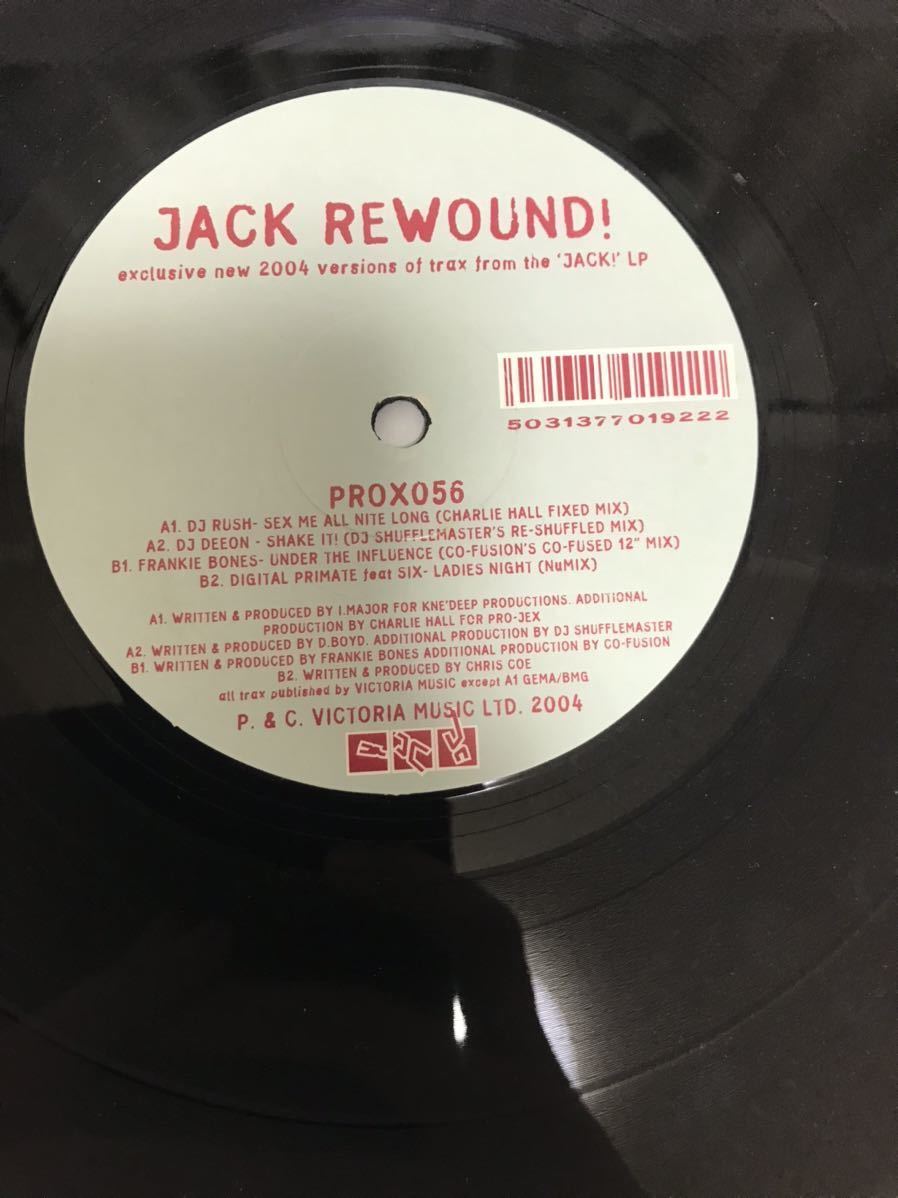 JACK REWOUND!
exclusive new 2004 versions of trax from the 'JACK!' LP
5031377019222
PROX056
A1. DJ RUSH- SEX ME ALL NITE LONG (CHARLIE HALL FIXED MIX)
A2. DJ DEEON - SHAKE IT! (DJ SHUFFLEMASTER'S RE-SHUFFLED MIX)
B1. FRANKIE BONES- UNDER THE INFLUENCE (CO-FUSION'S CO-FUSED 12" MIX)
B2. DIGITAL PRIMATE feat SIX- LADIES NIGHT (NuMIX)
A1. WRITTEN & PRODUCED BY I.MAJOR FOR KNE'DEEP PRODUCTIONS. ADDITIONAL
PRODUCTION BY CHARLIE HALL FOR PRO-JEX
A2. WRITTEN & PRODUCED BY D.BOYD. ADDITIONAL PRODUCTION BY DJ SHUFFLEMASTER
B1. WRITTEN & PRODUCED BY FRANKIE BONES ADDITIONAL PRODUCTION BY CO-FUSION
B2. WRITTEN & PRODUCED BY CHRIS COE
all trax published by VICTORIA MUSIC except A1 GEMA/BMG
P. & C. VICTORIA MUSIC LTD. 2004